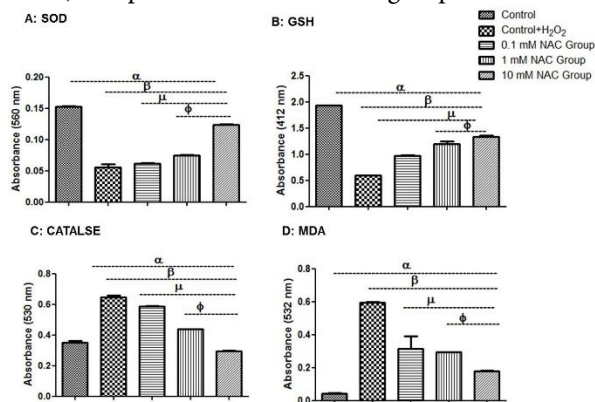 A: SOD
B: GSH
Control
Control+H2O2
0.1 mM NAC Group
1 mM NAC Group
10 mM NAC Group
Absorbance (560 nm)
0.20
0.15
0.10
0.05
0.00
α
β
μ
ϕ
Absorbance (412 nm)
2.5
2.0
1.5
1.0
0.5
0.0
α
β
μ
ϕ
C: CATALSE
D: MDA
Absorbance (530 nm)
0.8
0.6
0.4
0.2
0.0
α
β
μ
ϕ
Absorbance (532 nm)
0.8
0.6
0.4
0.2
0.0
α
β
μ
ϕ